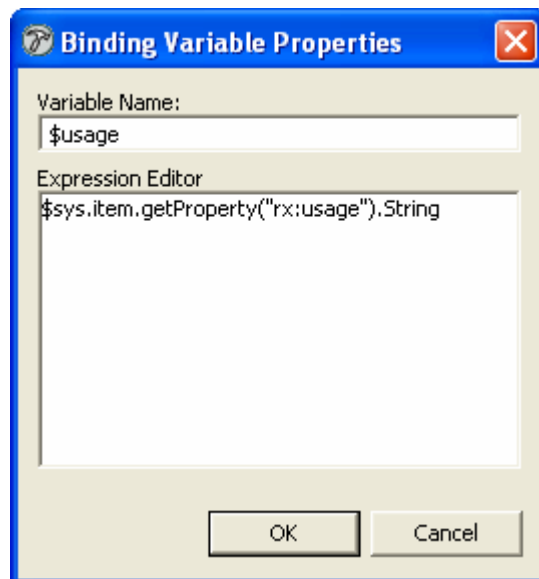 Binding Variable Properties
Variable Name:
$usage
Expression Editor
$sys.item.getProperty("rx:usage").String
OK
Cancel